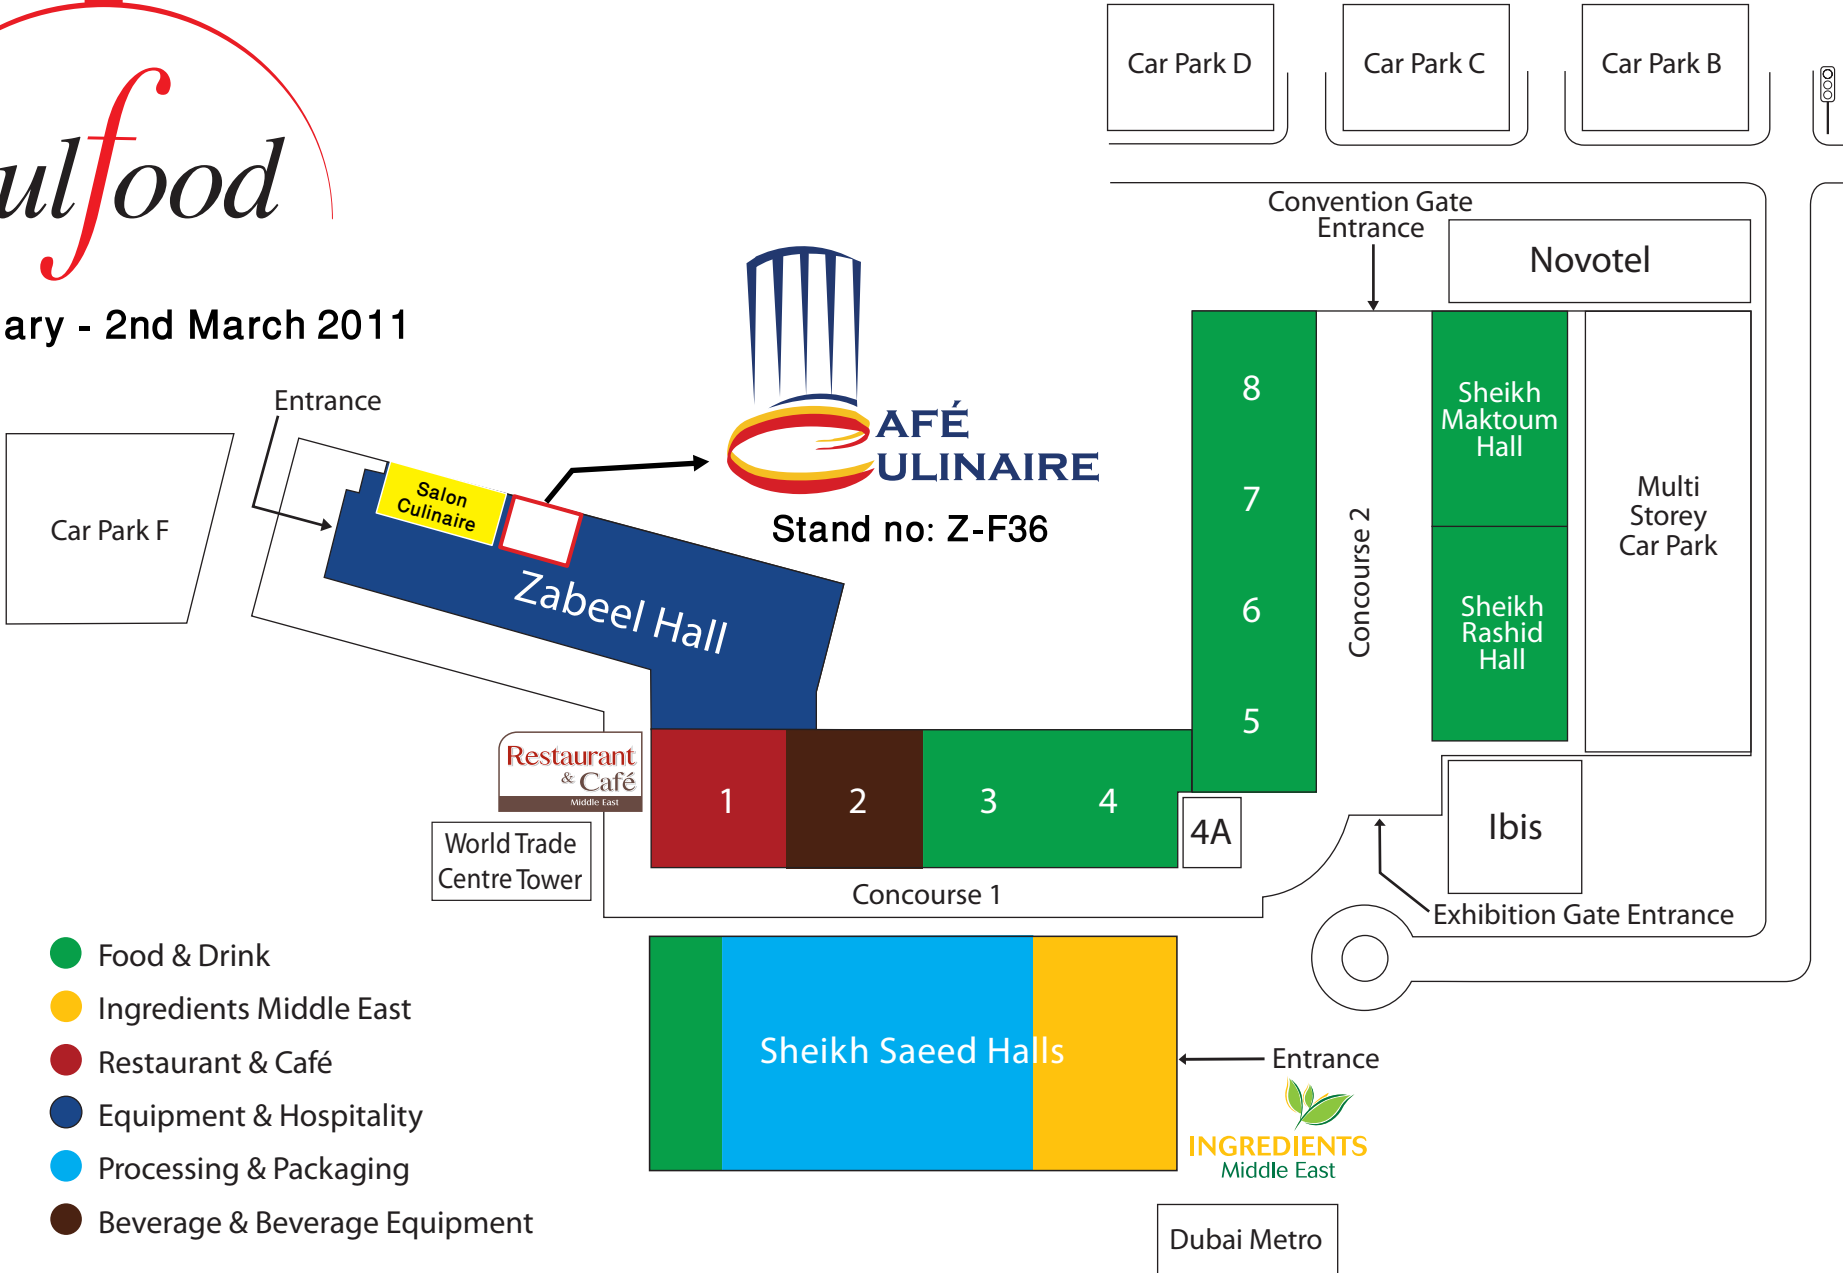 ulfood
ary - 2nd March 2011
Car Park D
Car Park C
Car Park B
Convention Gate
Entrance
Novotel
Entrance
Car Park F
Salon
Culinaire
AFÉ
ULINAIRE
Stand no: Z-F36
Zabeel Hall
8
7
6
5
Concourse 2
Sheikh
Maktoum
Hall
Sheikh
Rashid
Hall
Multi
Storey
Car Park
Restaurant
& Café
Middle East
World Trade
Centre Tower
1
2
3
4
4A
Ibis
Concourse 1
Exhibition Gate Entrance
Food & Drink
Ingredients Middle East
Restaurant & Café
Equipment & Hospitality
Processing & Packaging
Beverage & Beverage Equipment
Sheikh Saeed Halls
Entrance
INGREDIENTS
Middle East
Dubai Metro